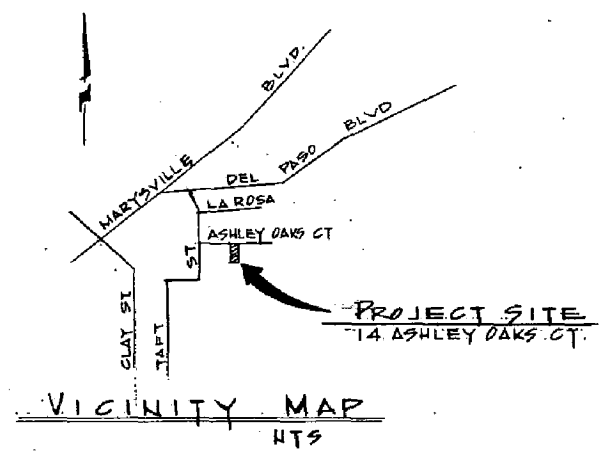 MARYSVILLE BLVD.
DEL PASO BLVD
LA ROSA
ASHLEY OAKS CT
CLAY ST
TAFT ST.
PROJECT SITE
14 ASHLEY OAKS CT.
VICINITY MAP
NTS